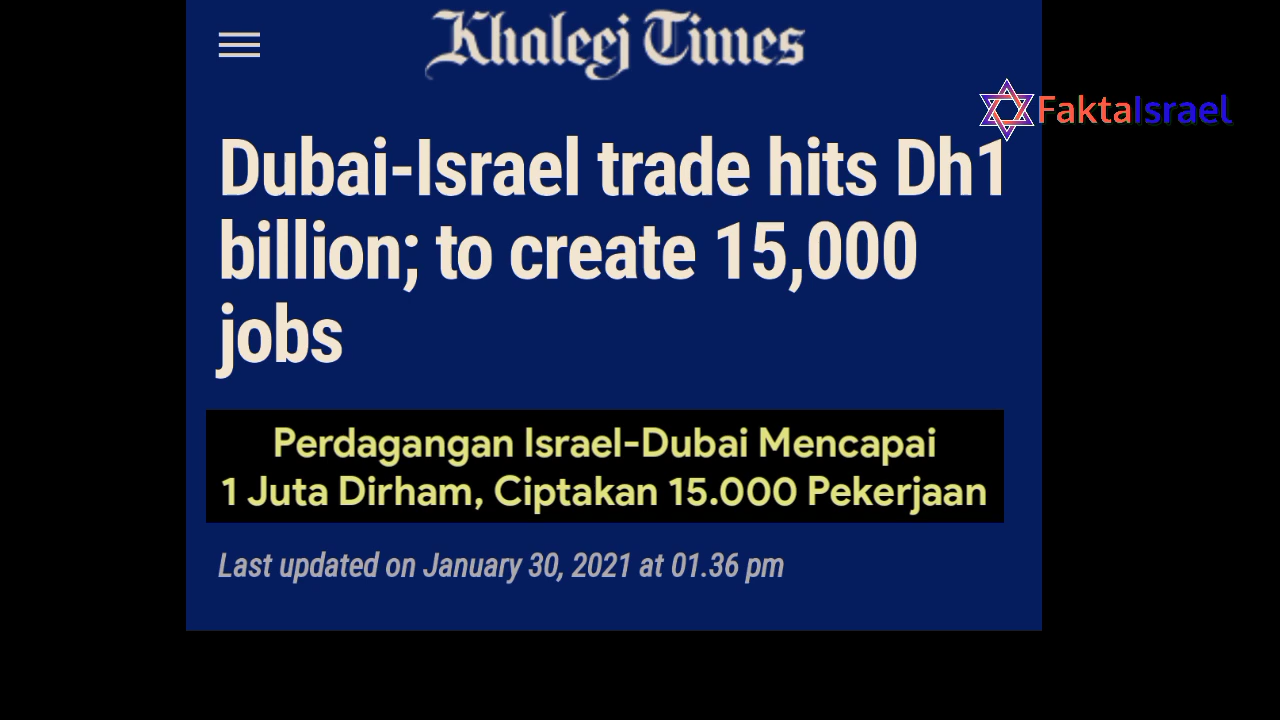 Khaleej Times
FaktaIsrael
Dubai-Israel trade hits Dh1
billion; to create 15,000
jobs
Perdagangan Israel-Dubai Mencapai
1 Juta Dirham, Ciptakan 15.000 Pekerjaan
Last updated on January 30, 2021 at 01.36 pm